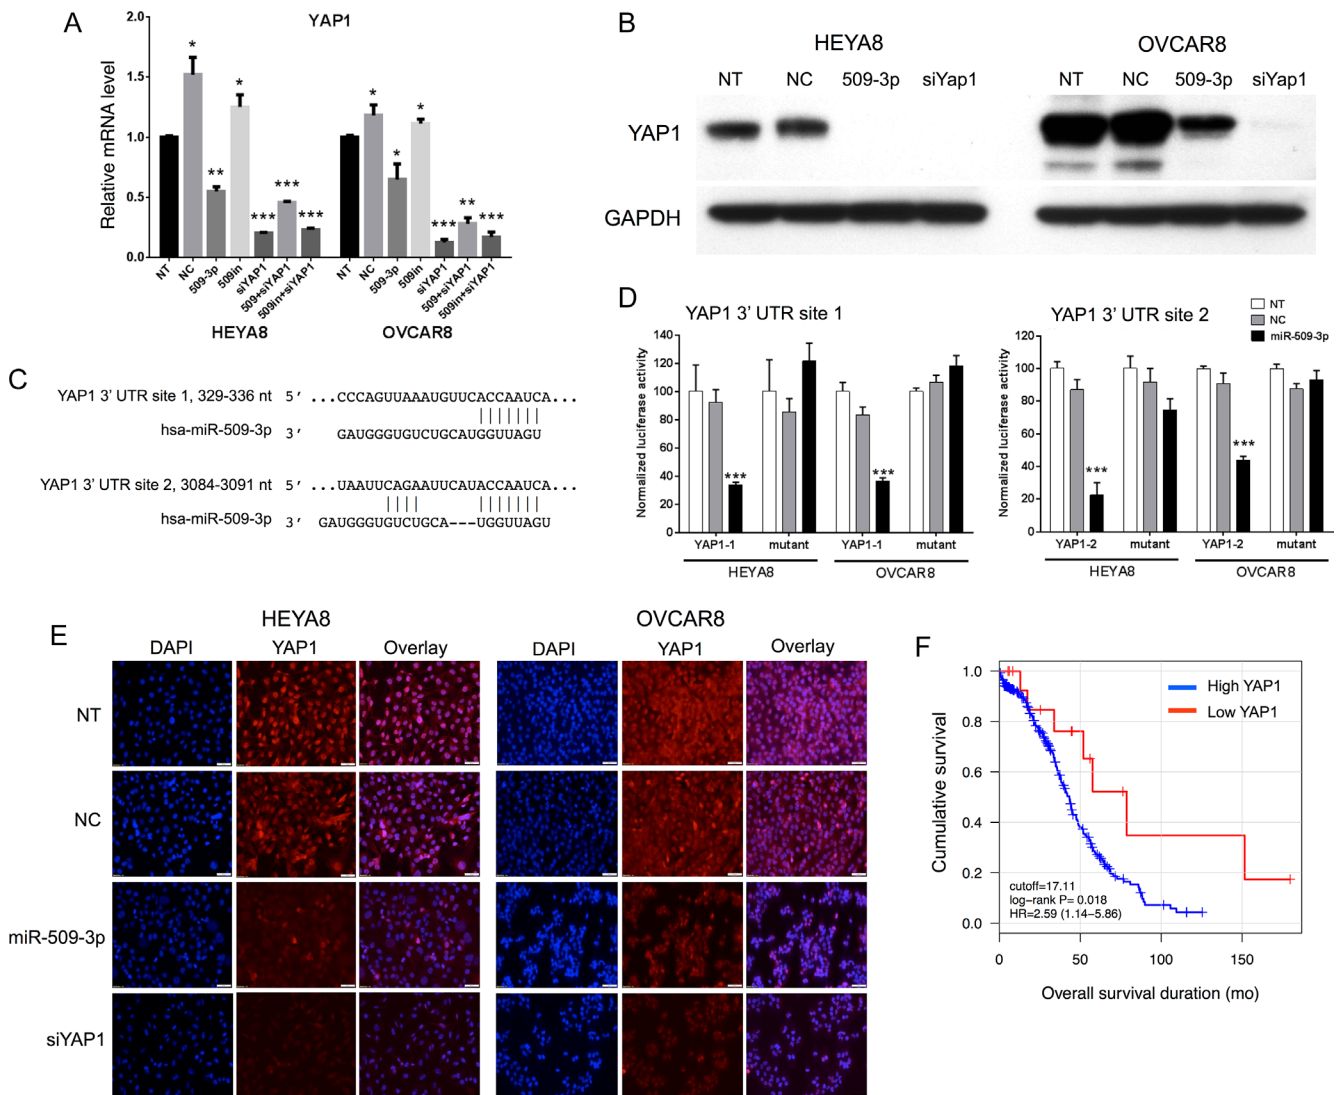 A
YAP1
Relative mRNA level
2.0
1.5
1.0
0.5
0.0
* ** * *** *** ***
* * * *** ** ***
NT NC 509-3p 509in siYAP1 509+siYAP1 509in+siYAP1
NT NC 509-3p 509in siYAP1 509+siYAP1 509in+siYAP1
HEYA8 OVCAR8
B
HEYA8 OVCAR8
NT NC 509-3p siYap1 NT NC 509-3p siYap1
YAP1
GAPDH
C
YAP1 3' UTR site 1, 329-336 nt 5' ...CCCAGUUAAAUGUUCACCAAUCA...
|||||||
hsa-miR-509-3p 3' GAUGGGUGUCUGCAUGGUUAGU
YAP1 3' UTR site 2, 3084-3091 nt 5' ...UAAUUCAGAAUUCAUACCAAUCA...
|||| |||||||
hsa-miR-509-3p 3' GAUGGGUGUCUGCA---UGGUUAGU
D
YAP1 3' UTR site 1
Normalized luciferase activity
140
120
100
80
60
40
20
0
*** ***
YAP1-1 mutant YAP1-1 mutant
HEYA8 OVCAR8
YAP1 3' UTR site 2
NT
NC
miR-509-3p
Normalized luciferase activity
120
100
80
60
40
20
0
*** ***
YAP1-2 mutant YAP1-2 mutant
HEYA8 OVCAR8
E
HEYA8 OVCAR8
DAPI YAP1 Overlay DAPI YAP1 Overlay
NT
NC
miR-509-3p
siYAP1
F
Cumulative survival
1.0
0.8
0.6
0.4
0.2
0.0
High YAP1
Low YAP1
cutoff=17.11
log-rank P= 0.018
HR=2.59 (1.14-5.86)
0 50 100 150
Overall survival duration (mo)